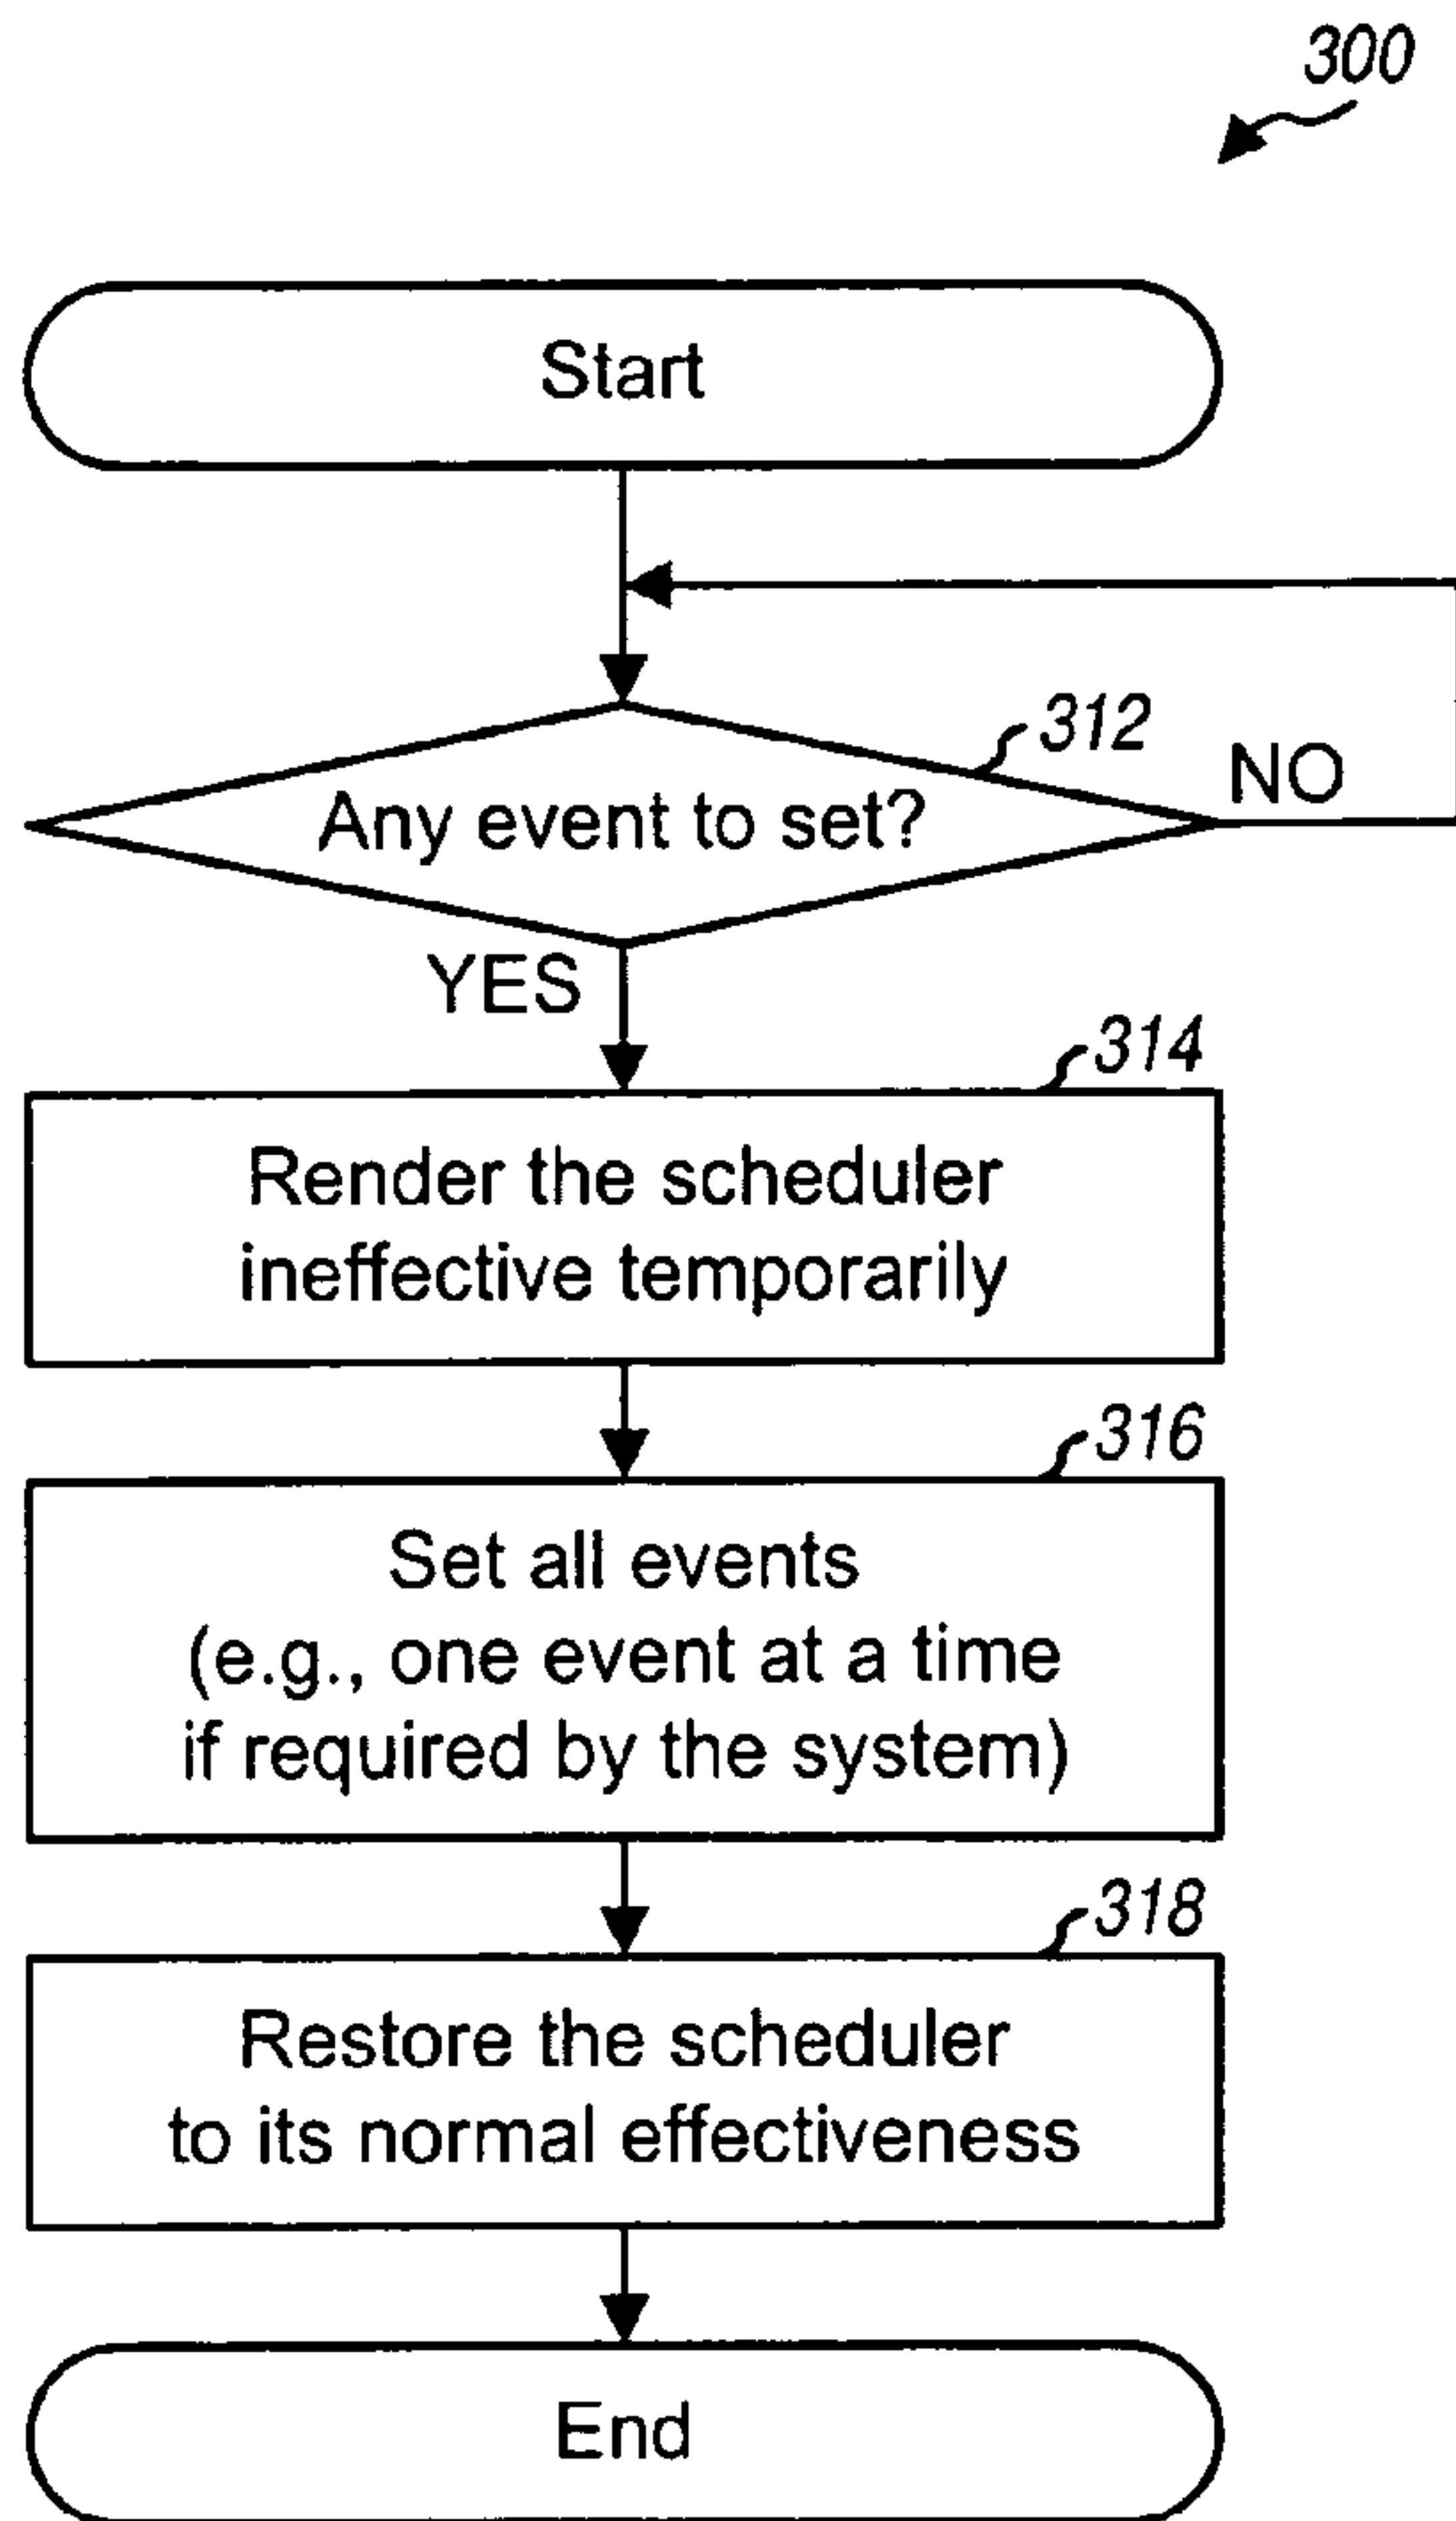 300
Start
312
Any event to set?
NO
YES
314
Render the scheduler
ineffective temporarily
316
Set all events
(e.g., one event at a time
if required by the system)
318
Restore the scheduler
to its normal effectiveness
End